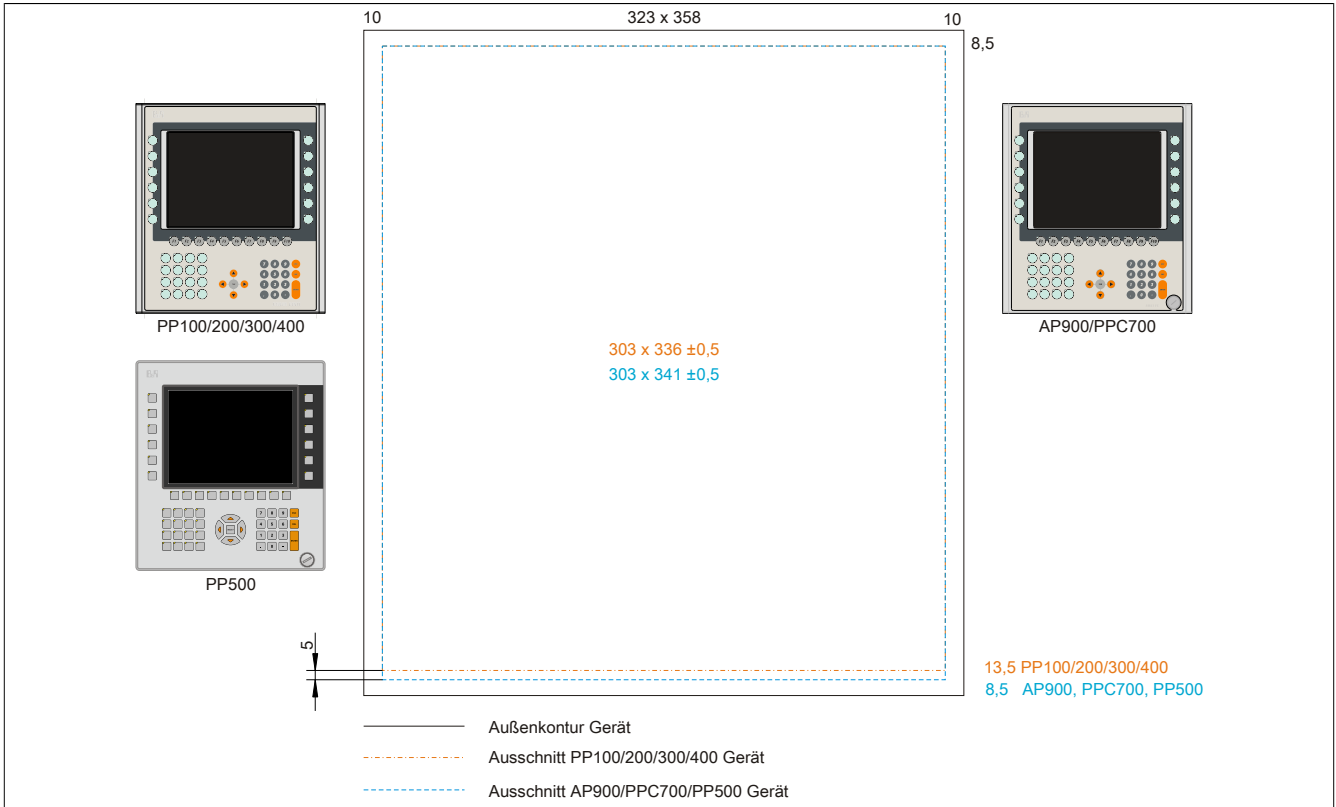 10
323 x 358
10
8,5
PP100/200/300/400
AP900/PPC700
303 x 336 ±0,5
303 x 341 ±0,5
PP500
5
13,5 PP100/200/300/400
8,5 AP900, PPC700, PP500
Außenkontur Gerät
Ausschnitt PP100/200/300/400 Gerät
Ausschnitt AP900/PPC700/PP500 Gerät